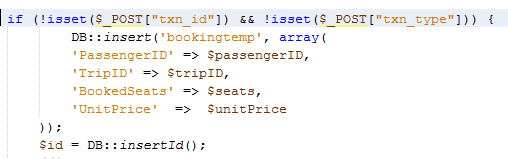 if (!isset($_POST["txn_id"]) && !isset($_POST["txn_type"])) {
DB::insert('bookingtemp', array(
'PassengerID' => $passengerID,
'TripID' => $tripID,
'BookedSeats' => $seats,
'UnitPrice'  =>  $unitPrice
));
$id = DB::insertId();